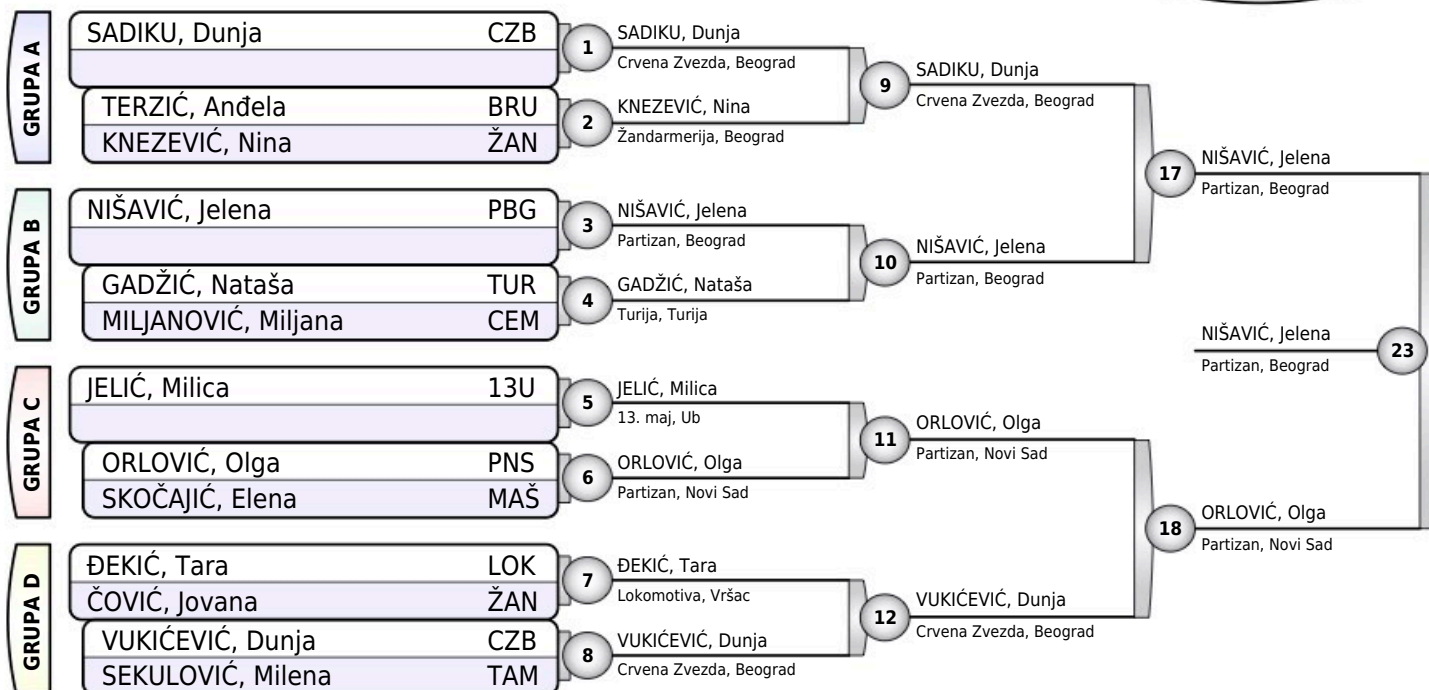 GRUPA A
SADIKU, Dunja CZB
TERZIĆ, Anđela BRU
KNEZEVIĆ, Nina ŽAN
1
SADIKU, Dunja
Crvena Zvezda, Beograd
2
KNEZEVIĆ, Nina
Žandarmerija, Beograd
9
SADIKU, Dunja
Crvena Zvezda, Beograd
GRUPA B
NIŠAVIĆ, Jelena PBG
GADŽIĆ, Nataša TUR
MILJANOVIĆ, Miljana CEM
3
NIŠAVIĆ, Jelena
Partizan, Beograd
4
GADŽIĆ, Nataša
Turija, Turija
10
NIŠAVIĆ, Jelena
Partizan, Beograd
17
NIŠAVIĆ, Jelena
Partizan, Beograd
GRUPA C
JELIĆ, Milica 13U
ORLOVIĆ, Olga PNS
SKOČAJIĆ, Elena MAŠ
5
JELIĆ, Milica
13. maj, Ub
6
ORLOVIĆ, Olga
Partizan, Novi Sad
11
ORLOVIĆ, Olga
Partizan, Novi Sad
GRUPA D
ĐEKIĆ, Tara LOK
ČOVIĆ, Jovana ŽAN
VUKIĆEVIĆ, Dunja CZB
SEKULOVIĆ, Milena TAM
7
ĐEKIĆ, Tara
Lokomotiva, Vršac
8
VUKIĆEVIĆ, Dunja
Crvena Zvezda, Beograd
12
VUKIĆEVIĆ, Dunja
Crvena Zvezda, Beograd
18
ORLOVIĆ, Olga
Partizan, Novi Sad
NIŠAVIĆ, Jelena
Partizan, Beograd
23